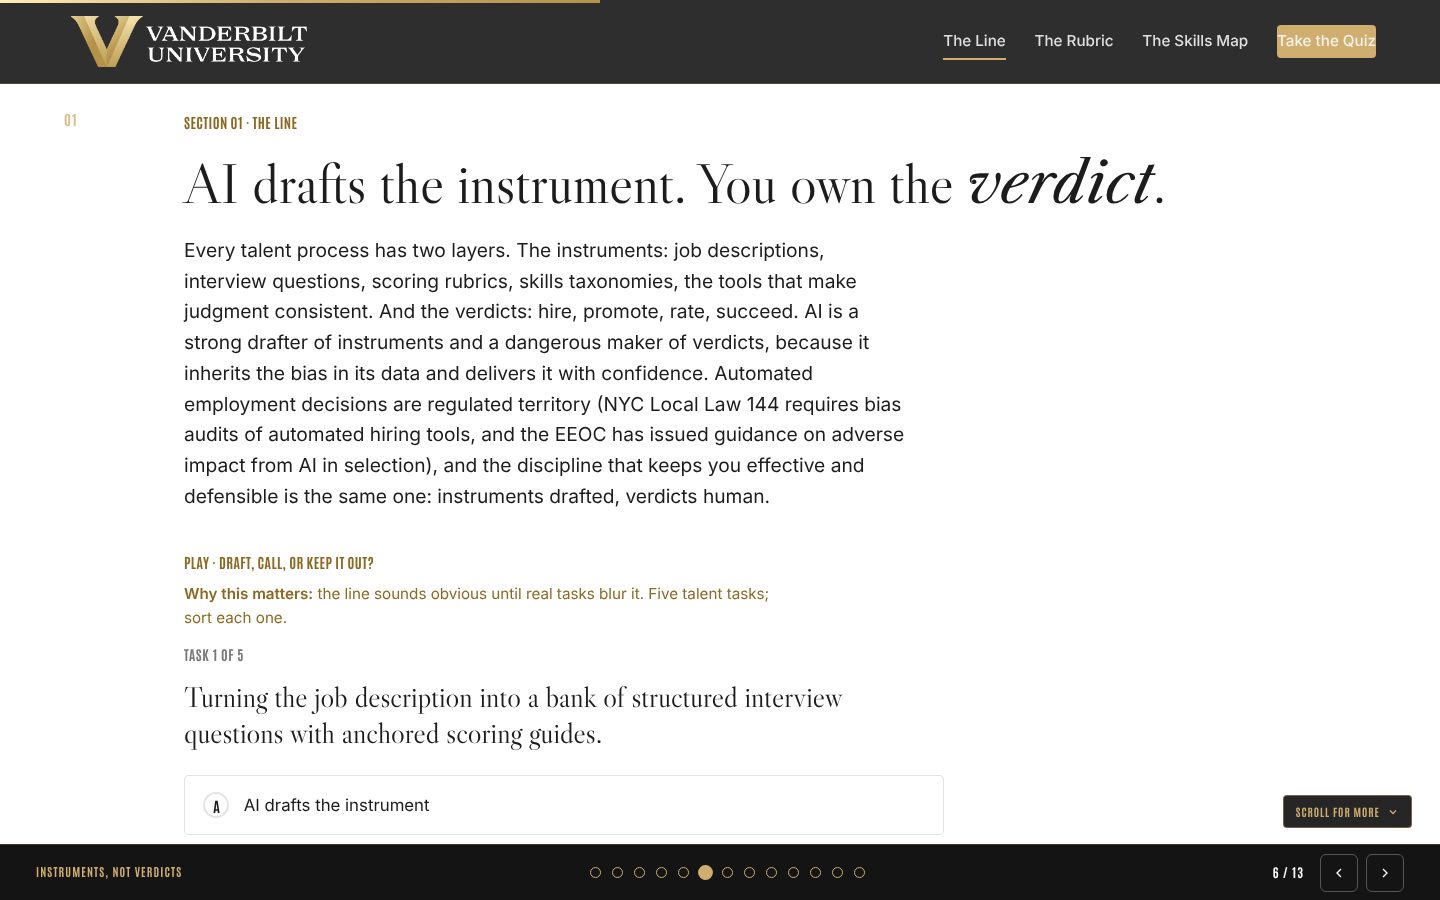 VANDERBILT
UNIVERSITY
The Line
The Rubric
The Skills Map
Take the Quiz
01
SECTION 01 · THE LINE
AI drafts the instrument. You own the verdict.
Every talent process has two layers. The instruments: job descriptions,
interview questions, scoring rubrics, skills taxonomies, the tools that make
judgment consistent. And the verdicts: hire, promote, rate, succeed. AI is a
strong drafter of instruments and a dangerous maker of verdicts, because it
inherits the bias in its data and delivers it with confidence. Automated
employment decisions are regulated territory (NYC Local Law 144 requires bias
audits of automated hiring tools, and the EEOC has issued guidance on adverse
impact from AI in selection), and the discipline that keeps you effective and
defensible is the same one: instruments drafted, verdicts human.
PLAY · DRAFT, CALL, OR KEEP IT OUT?
Why this matters: the line sounds obvious until real tasks blur it. Five talent tasks;
sort each one.
TASK 1 OF 5
Turning the job description into a bank of structured interview
questions with anchored scoring guides.
A AI drafts the instrument
SCROLL FOR MORE
INSTRUMENTS, NOT VERDICTS
6 / 13